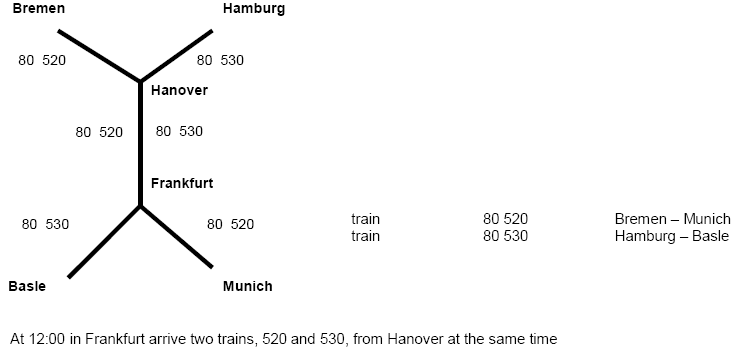 Bremen
Hamburg
80 520
80 530
Hanover
80 520
80 530
Frankfurt
80 530
80 520
train 80 520 Bremen – Munich
train 80 530 Hamburg – Basle
Basle
Munich
At 12:00 in Frankfurt arrive two trains, 520 and 530, from Hanover at the same time